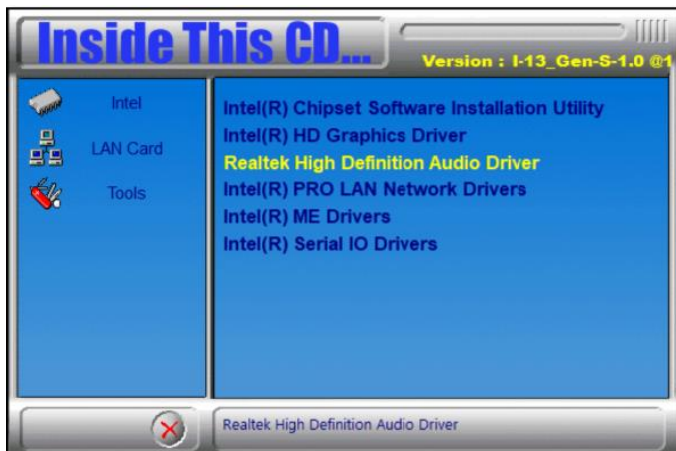 Inside This CD...
Version : I-13_Gen-S-1.0 @1
Intel
LAN Card
Tools
Intel(R) Chipset Software Installation Utility
Intel(R) HD Graphics Driver
Realtek High Definition Audio Driver
Intel(R) PRO LAN Network Drivers
Intel(R) ME Drivers
Intel(R) Serial IO Drivers
Realtek High Definition Audio Driver